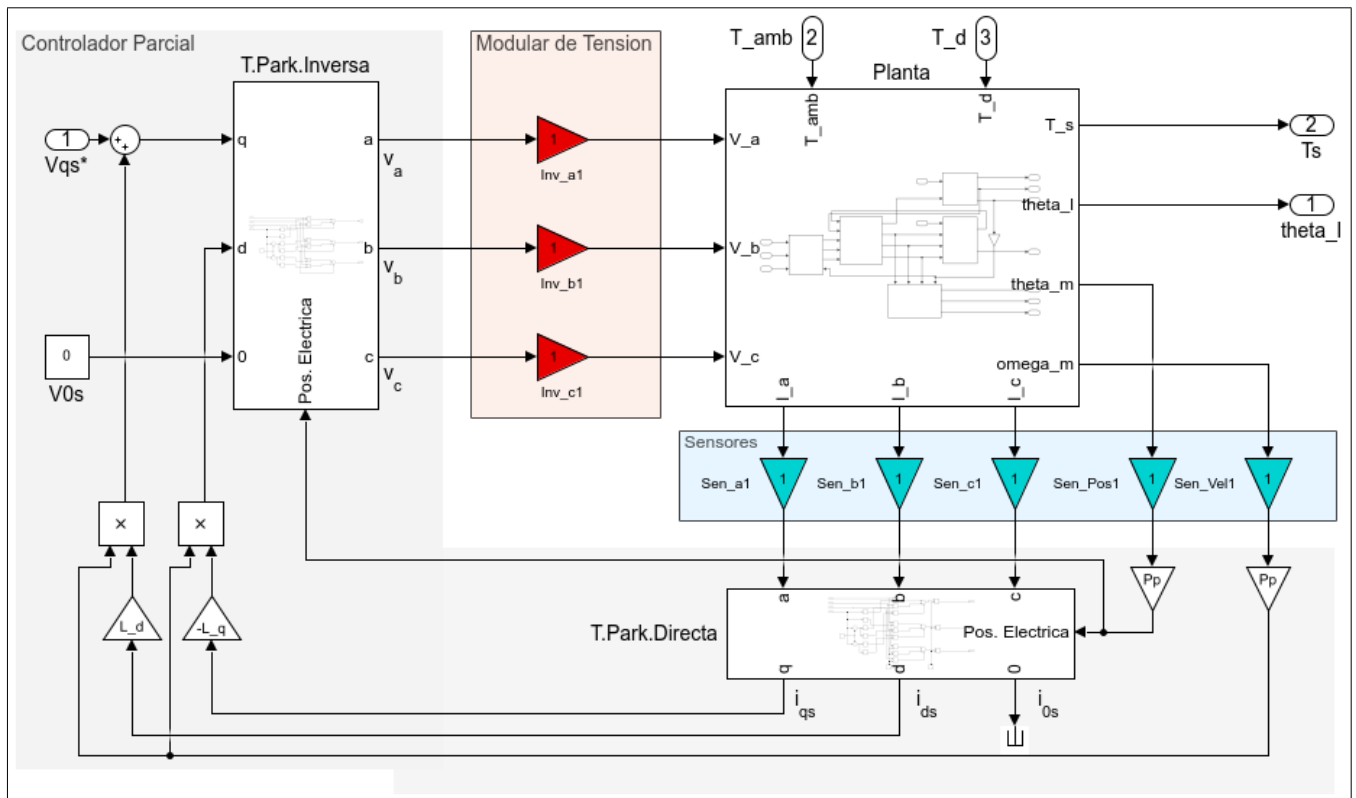 Controlador Parcial
Modular de Tension
T_amb
2
T_d
3
T.Park.Inversa
Planta
T_amb
T_d
1
Vqs*
q
a
v_a
1
Inv_a1
V_a
T_s
2
Ts
theta_l
1
theta_l
d
b
v_b
1
Inv_b1
V_b
theta_m
Pos. Electrica
0
V0s
0
c
v_c
1
Inv_c1
V_c
omega_m
I_a
I_b
I_c
Sensores
Sen_a1
1
Sen_b1
1
Sen_c1
1
Sen_Pos1
1
Sen_Vel1
1
×
×
L_d
-L_q
Pp
Pp
T.Park.Directa
a
b
c
Pos. Electrica
q
d
0
i_qs
i_ds
i_0s